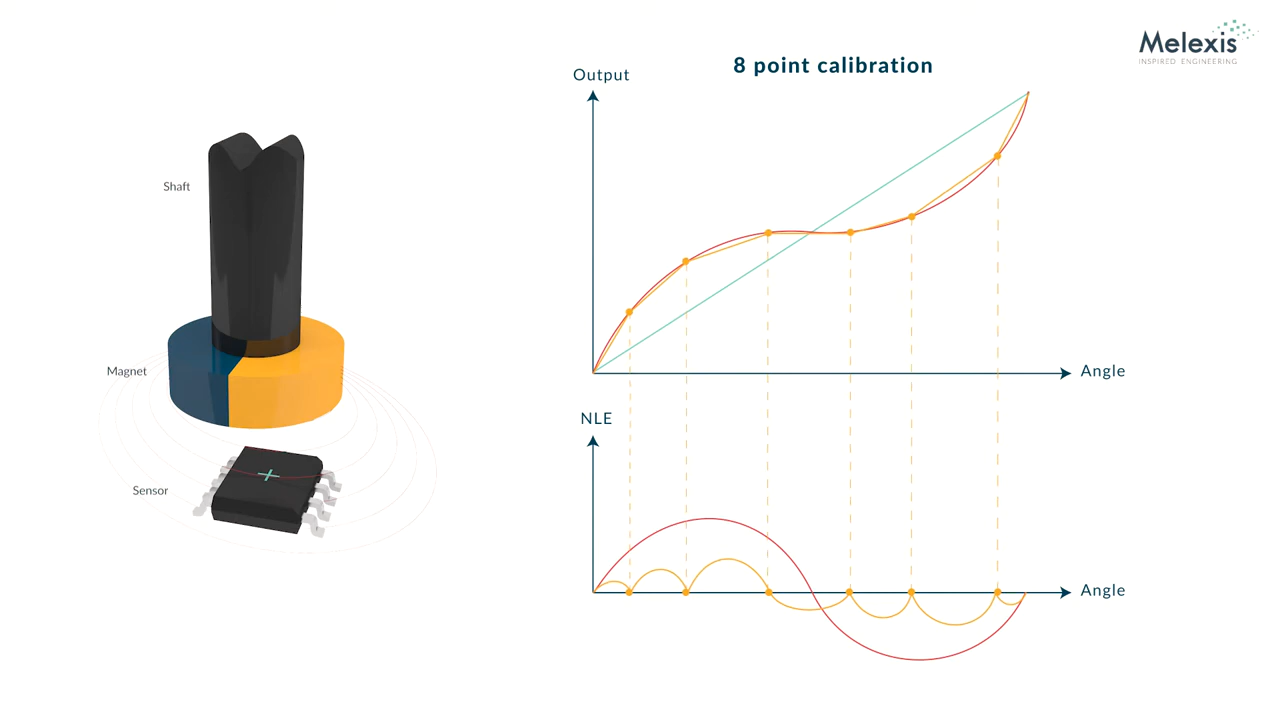 Melexis
INSPIRED ENGINEERING
8 point calibration
Output
Shaft
Magnet
Angle
NLE
Sensor
Angle